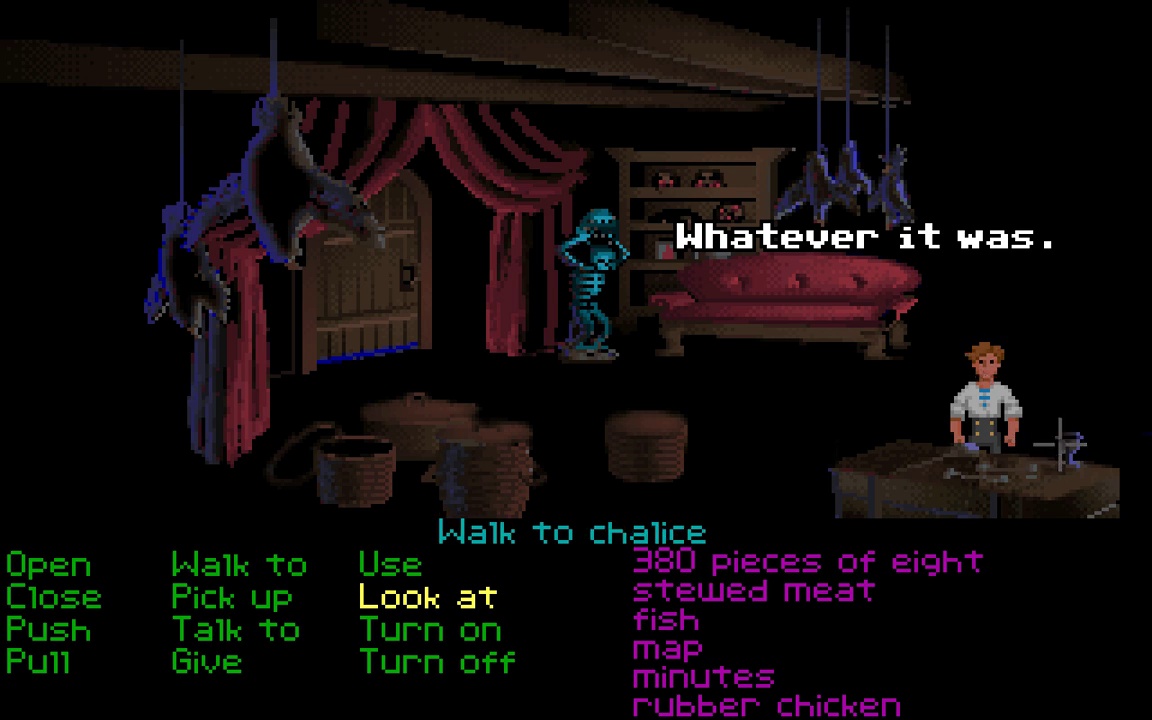 Whatever it was.
Walk to chalice
Open Walk to Use
Close Pick up Look at
Push Talk to Turn on
Pull Give Turn off
380 pieces of eight
stewed meat
fish
map
minutes
rubber chicken